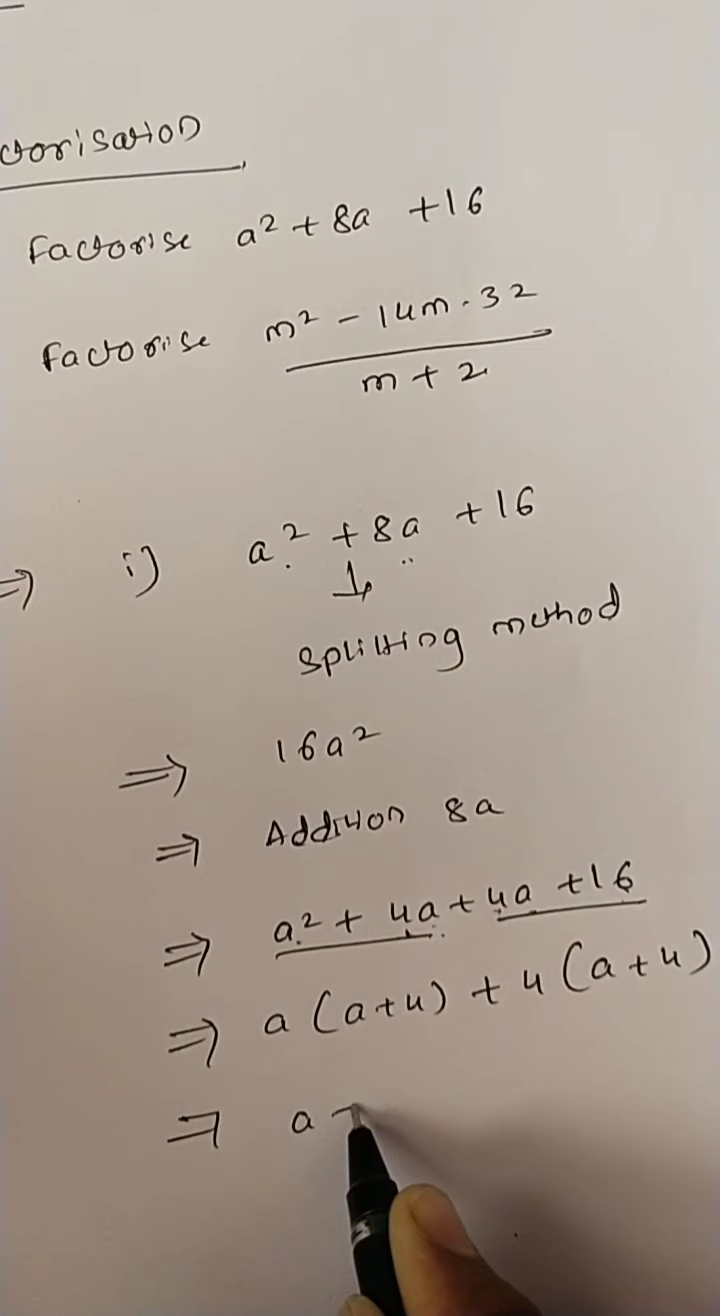 ctorisation
Factorise a² + 8a + 16
Factorise m² - 14m - 32
m + 2
⇒ i) a² + 8a + 16
Splitting method
⇒ 16a²
⇒ Addition 8a
⇒ a² + 4a + 4a + 16
⇒ a (a+4) + 4 (a+4)
⇒ a